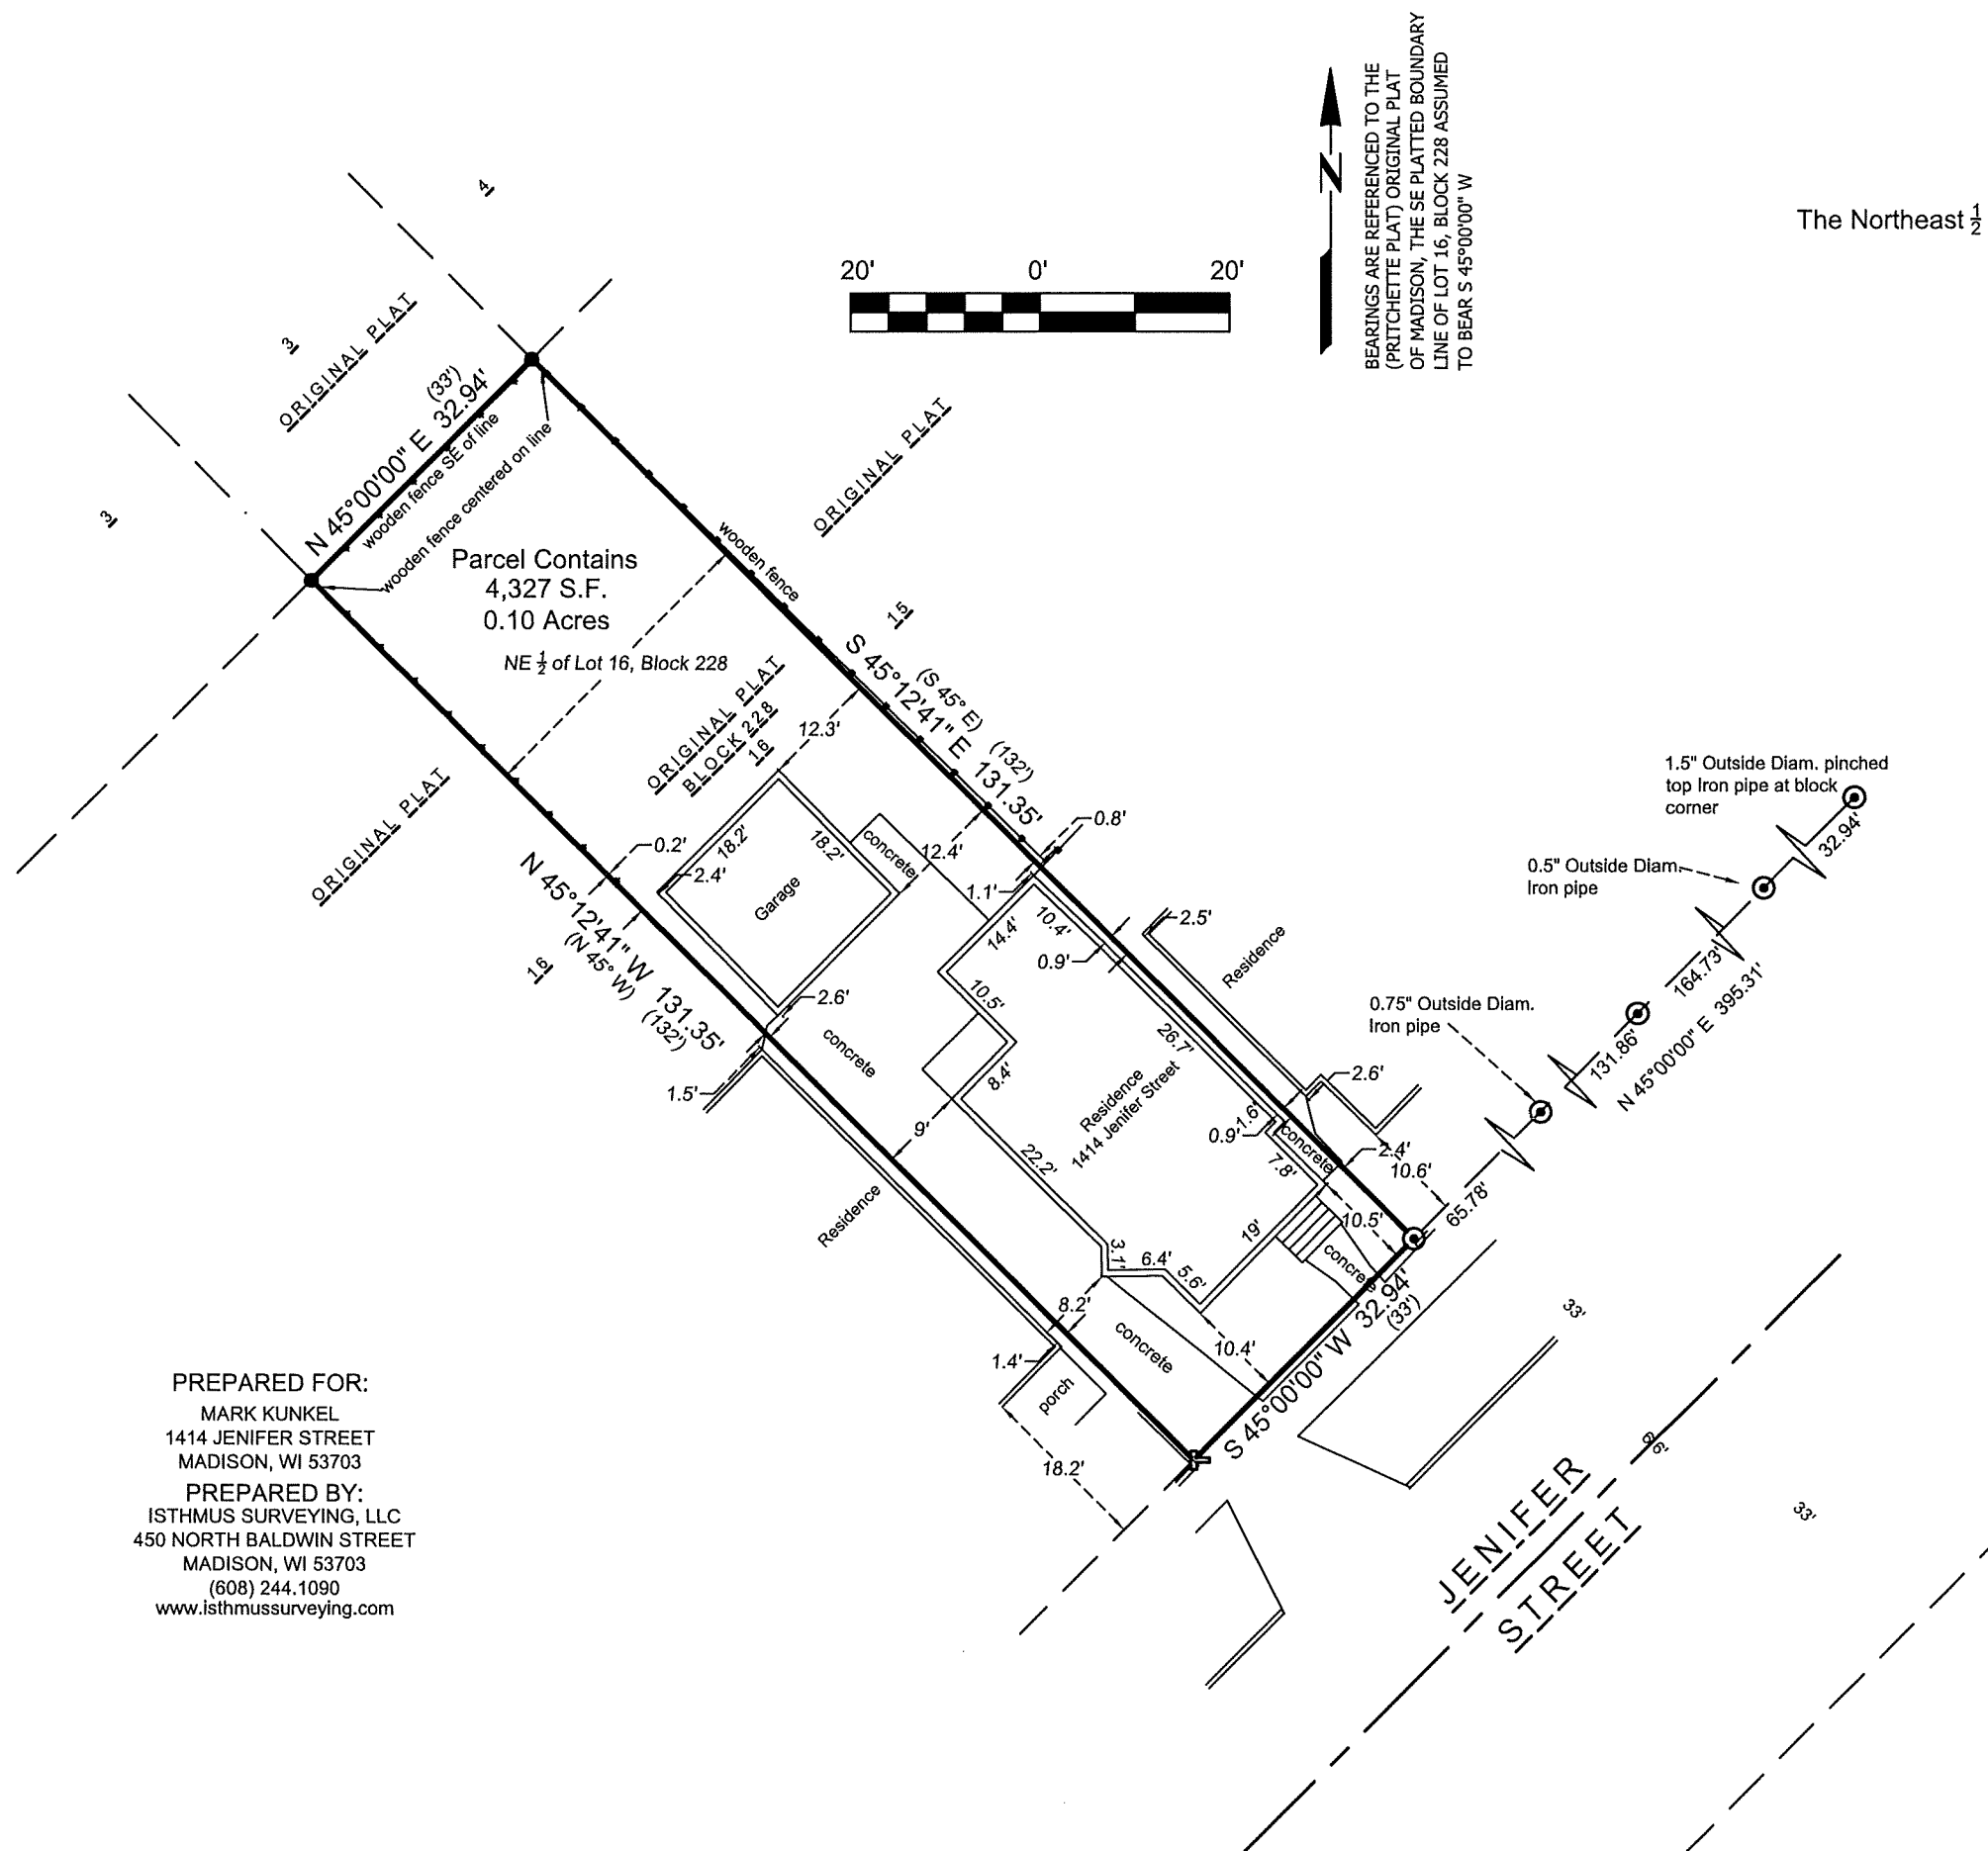 BEARINGS ARE REFERENCED TO THE
(PRITCHETTE PLAT) ORIGINAL PLAT
OF MADISON, THE SE PLATTED BOUNDARY
LINE OF LOT 16, BLOCK 228 ASSUMED
TO BEAR S 45°00'00" W
N
The Northeast 1/2
20' 0' 20'
4
3
ORIGINAL PLAT
3
(33')
N 45°00'00" E 32.94'
wooden fence SE of line
wooden fence centered on line
ORIGINAL PLAT
wooden fence
Parcel Contains
4,327 S.F.
0.10 Acres
NE 1/2 of Lot 16, Block 228
15
(S 45° E) (132')
S 45°12'41" E 131.35'
ORIGINAL PLAT
BLOCK 228
16
ORIGINAL PLAT
12.3'
0.2'
2.4'
18.2'
18.2'
Garage
concrete
12.4'
0.8'
1.1'
N 45°12'41" W 131.35'
(N 45° W) (132')
16
14.4'
10.4'
0.9'
2.5'
Residence
2.6'
concrete
1.5'
10.5'
8.4'
26.7'
Residence
1414 Jenifer Street
9'
22.2'
Residence
2.6'
1.6'
0.9'
concrete
7.8'
2.4'
10.6'
10.5'
19'
concrete
3.1'
6.4'
5.6'
8.2'
concrete
10.4'
1.4'
porch
18.2'
S 45°00'00" W 32.94'
(33')
1.5" Outside Diam. pinched
top Iron pipe at block
corner
32.94'
0.5" Outside Diam.
Iron pipe
164.73'
0.75" Outside Diam.
Iron pipe
131.86'
N 45°00'00" E 395.31'
65.78'
33'
66'
33'
JENIFER
STREET
PREPARED FOR:
MARK KUNKEL
1414 JENIFER STREET
MADISON, WI 53703
PREPARED BY:
ISTHMUS SURVEYING, LLC
450 NORTH BALDWIN STREET
MADISON, WI 53703
(608) 244.1090
www.isthmussurveying.com